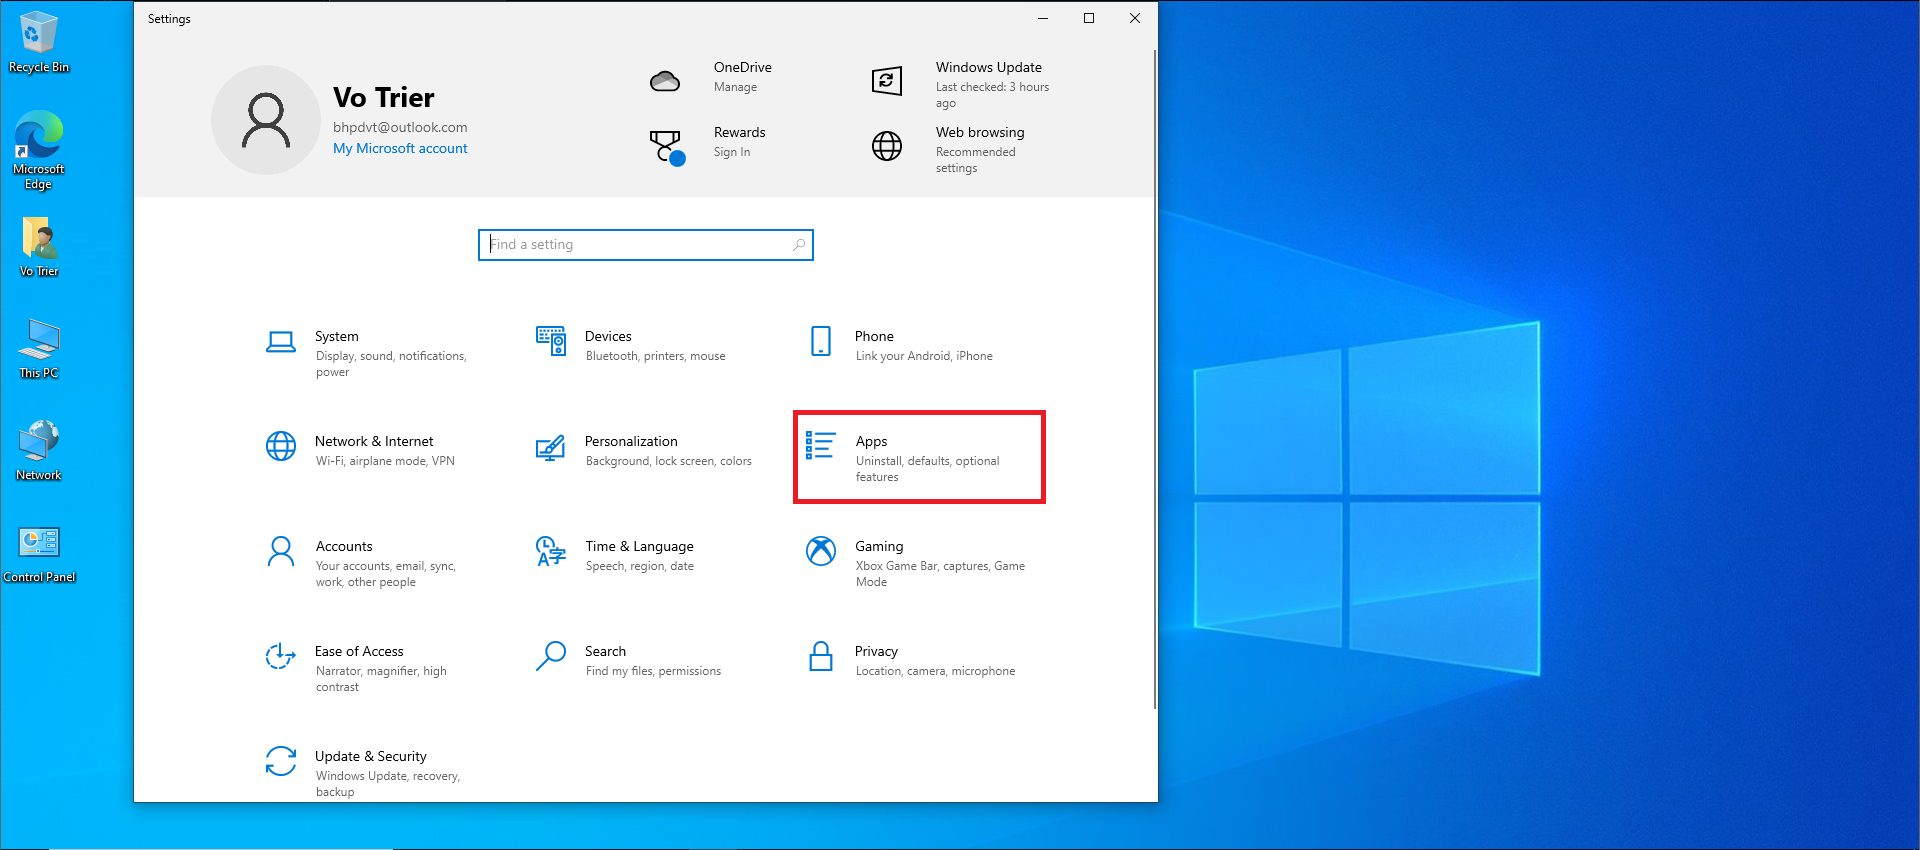 Settings
Recycle Bin
Microsoft
Edge
Vo Trier
This PC
Network
Control Panel
Vo Trier
bhpdvt@outlook.com
My Microsoft account
OneDrive
Manage
Rewards
Sign In
Windows Update
Last checked: 3 hours
ago
Web browsing
Recommended
settings
Find a setting
System
Display, sound, notifications,
power
Devices
Bluetooth, printers, mouse
Phone
Link your Android, iPhone
Network & Internet
Wi-Fi, airplane mode, VPN
Personalization
Background, lock screen, colors
Apps
Uninstall, defaults, optional
features
Accounts
Your accounts, email, sync,
work, other people
Time & Language
Speech, region, date
Gaming
Xbox Game Bar, captures, Game
Mode
Ease of Access
Narrator, magnifier, high
contrast
Search
Find my files, permissions
Privacy
Location, camera, microphone
Update & Security
Windows Update, recovery,
backup